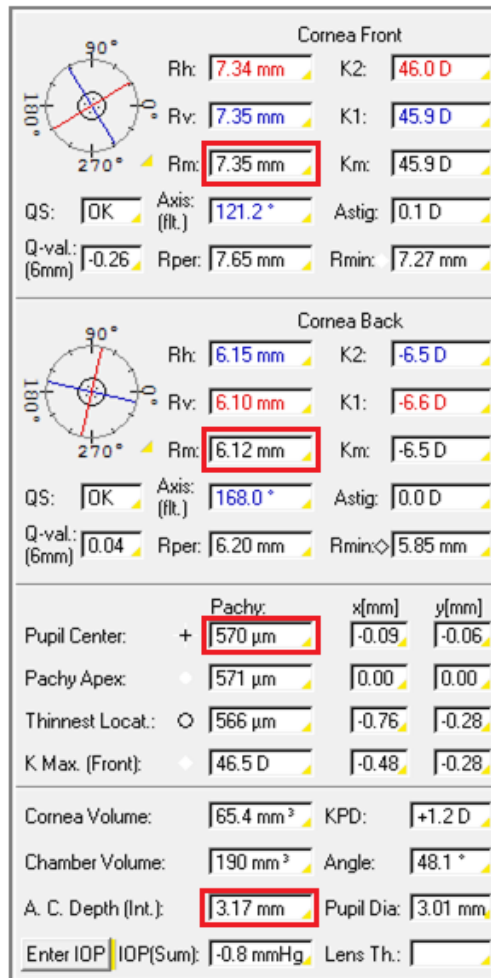 Cornea Front
90°
180°
0°
270°
Rh: 7.34 mm K2: 46.0 D
Rv: 7.35 mm K1: 45.9 D
Rm: 7.35 mm Km: 45.9 D
QS: OK Axis: (flt.) 121.2 ° Astig: 0.1 D
Q-val.: (6mm) -0.26 Rper: 7.65 mm Rmin: 7.27 mm
Cornea Back
90°
180°
0°
270°
Rh: 6.15 mm K2: -6.5 D
Rv: 6.10 mm K1: -6.6 D
Rm: 6.12 mm Km: -6.5 D
QS: OK Axis: (flt.) 168.0 ° Astig: 0.0 D
Q-val.: (6mm) 0.04 Rper: 6.20 mm Rmin: 5.85 mm
Pachy: x[mm] y[mm]
Pupil Center: + 570 µm -0.09 -0.06
Pachy Apex: 571 µm 0.00 0.00
Thinnest Locat.: O 566 µm -0.76 -0.28
K Max. (Front): 46.5 D -0.48 -0.28
Cornea Volume: 65.4 mm³ KPD: +1.2 D
Chamber Volume: 190 mm³ Angle: 48.1 °
A. C. Depth (Int.): 3.17 mm Pupil Dia: 3.01 mm
Enter IOP IOP(Sum): -0.8 mmHg Lens Th.: